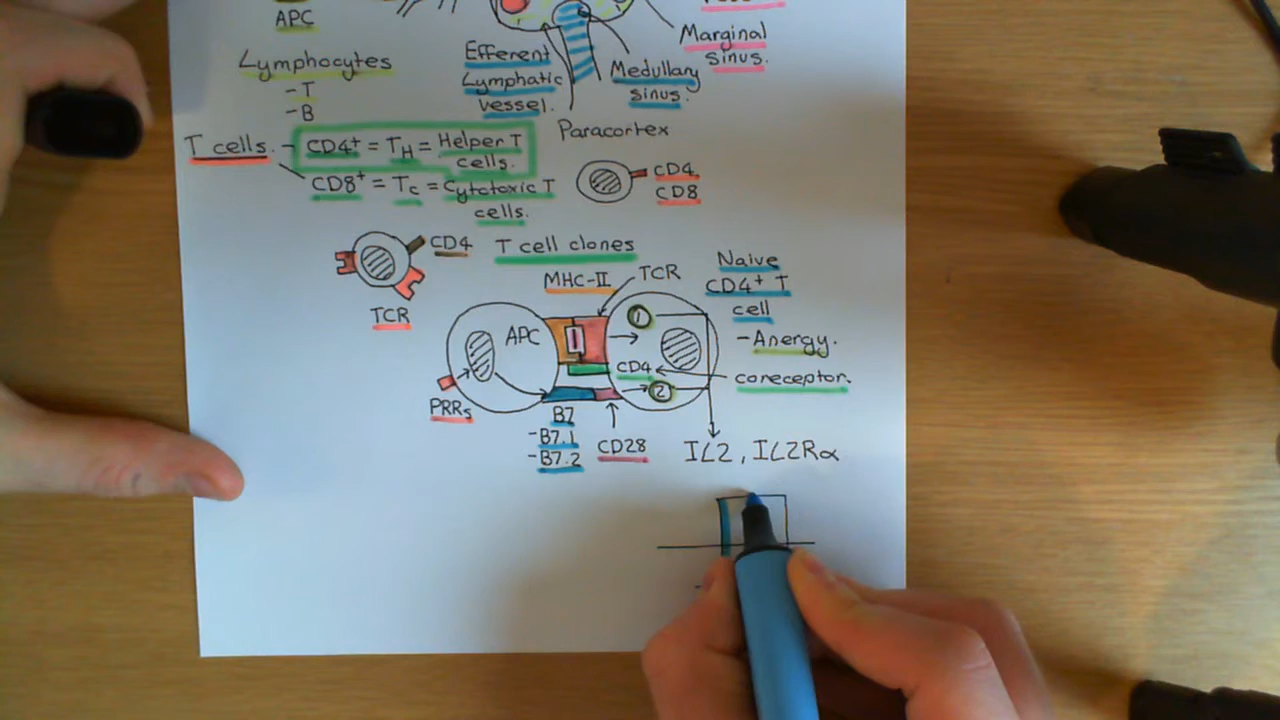 APC
Lymphocytes
-T
-B
Efferent
Lymphatic
vessel.
Medullary
sinus.
Marginal
sinus.
Paracortex
T cells. - CD4+ = TH = Helper T
cells.
CD8+ = Tc = Cytotoxic T
cells.
CD4
CD8
CD4
TCR
T cell clones
MHC-II
TCR
Naive
CD4+ T
cell
-Anergy.
APC
1
CD4
coreceptor.
2
PRRs
B7
-B7.1
-B7.2
CD28
IL2, IL2Rα